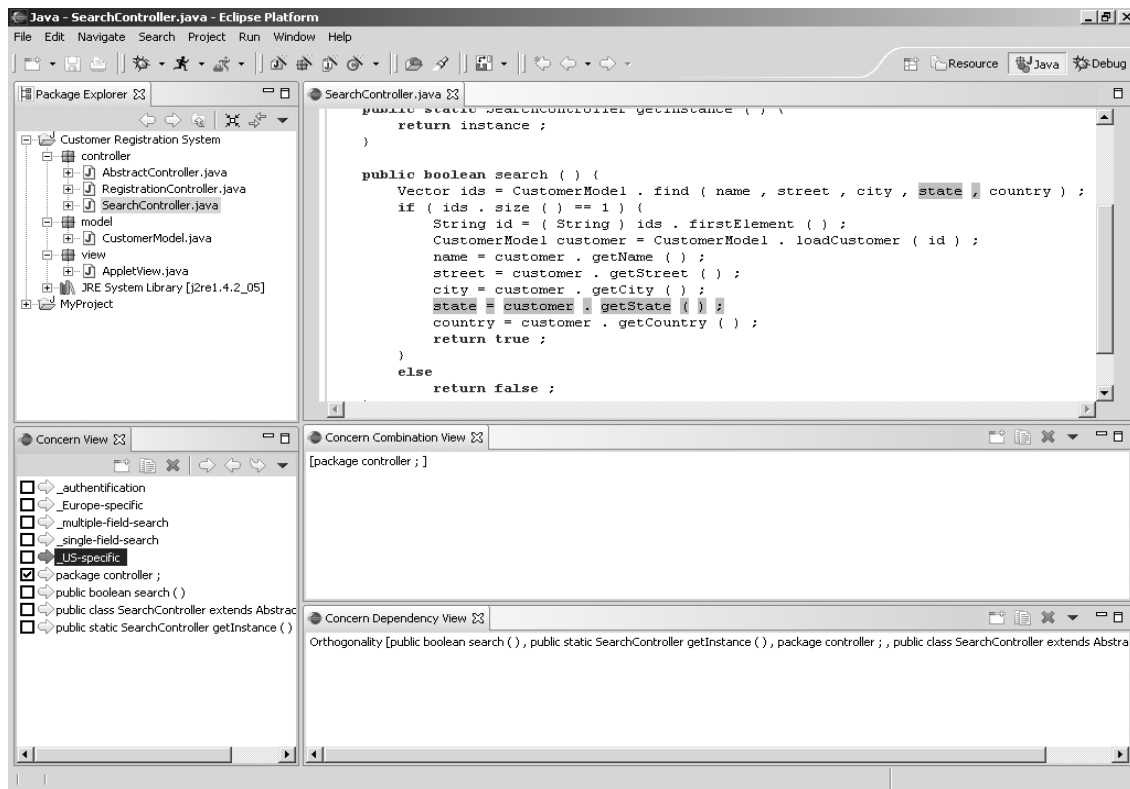 Java - SearchController.java - Eclipse Platform
File Edit Navigate Search Project Run Window Help
Resource Java Debug
Package Explorer
Customer Registration System
controller
AbstractController.java
RegistrationController.java
SearchController.java
model
CustomerModel.java
view
AppletView.java
JRE System Library [j2re1.4.2_05]
MyProject
SearchController.java
public static SearchController getInstance ( ) {
return instance ;
}
public boolean search ( ) {
Vector ids = CustomerModel . find ( name , street , city , state , country ) ;
if ( ids . size ( ) == 1 ) {
String id = ( String ) ids . firstElement ( ) ;
CustomerModel customer = CustomerModel . loadCustomer ( id ) ;
name = customer . getName ( ) ;
street = customer . getStreet ( ) ;
city = customer . getCity ( ) ;
state = customer . getState ( ) ;
country = customer . getCountry ( ) ;
return true ;
}
else
return false ;
Concern View
_authentification
_Europe-specific
_multiple-field-search
_single-field-search
_US-specific
package controller ;
public boolean search ( )
public class SearchController extends Abstrac
public static SearchController getInstance ( )
Concern Combination View
[package controller ; ]
Concern Dependency View
Orthogonality [public boolean search ( ) , public static SearchController getInstance ( ) , package controller ; , public class SearchController extends Abstra